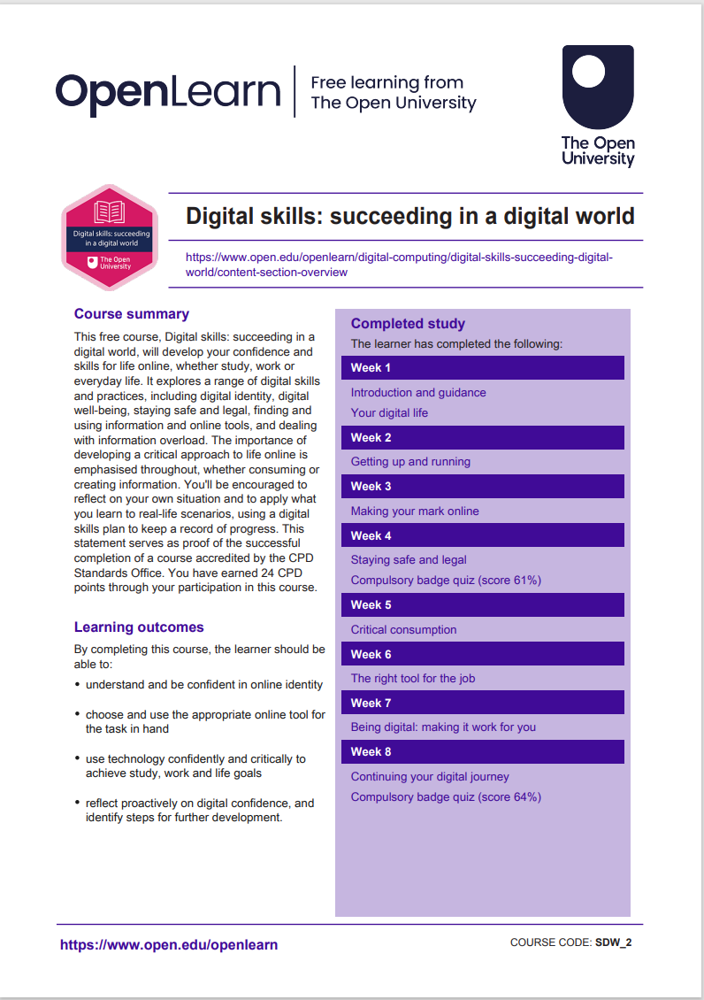 OpenLearn
Free learning from
The Open University
The Open
University
Digital skills: succeeding
in a digital world
The Open
University
Digital skills: succeeding in a digital world
https://www.open.edu/openlearn/digital-computing/digital-skills-succeeding-digital-
world/content-section-overview
Course summary
This free course, Digital skills: succeeding in a
digital world, will develop your confidence and
skills for life online, whether study, work or
everyday life. It explores a range of digital skills
and practices, including digital identity, digital
well-being, staying safe and legal, finding and
using information and online tools, and dealing
with information overload. The importance of
developing a critical approach to life online is
emphasised throughout, whether consuming or
creating information. You'll be encouraged to
reflect on your own situation and to apply what
you learn to real-life scenarios, using a digital
skills plan to keep a record of progress. This
statement serves as proof of the successful
completion of a course accredited by the CPD
Standards Office. You have earned 24 CPD
points through your participation in this course.
Learning outcomes
By completing this course, the learner should be
able to:
• understand and be confident in online identity
• choose and use the appropriate online tool for
the task in hand
• use technology confidently and critically to
achieve study, work and life goals
• reflect proactively on digital confidence, and
identify steps for further development.
Completed study
The learner has completed the following:
Week 1
Introduction and guidance
Your digital life
Week 2
Getting up and running
Week 3
Making your mark online
Week 4
Staying safe and legal
Compulsory badge quiz (score 61%)
Week 5
Critical consumption
Week 6
The right tool for the job
Week 7
Being digital: making it work for you
Week 8
Continuing your digital journey
Compulsory badge quiz (score 64%)
https://www.open.edu/openlearn
COURSE CODE: SDW_2